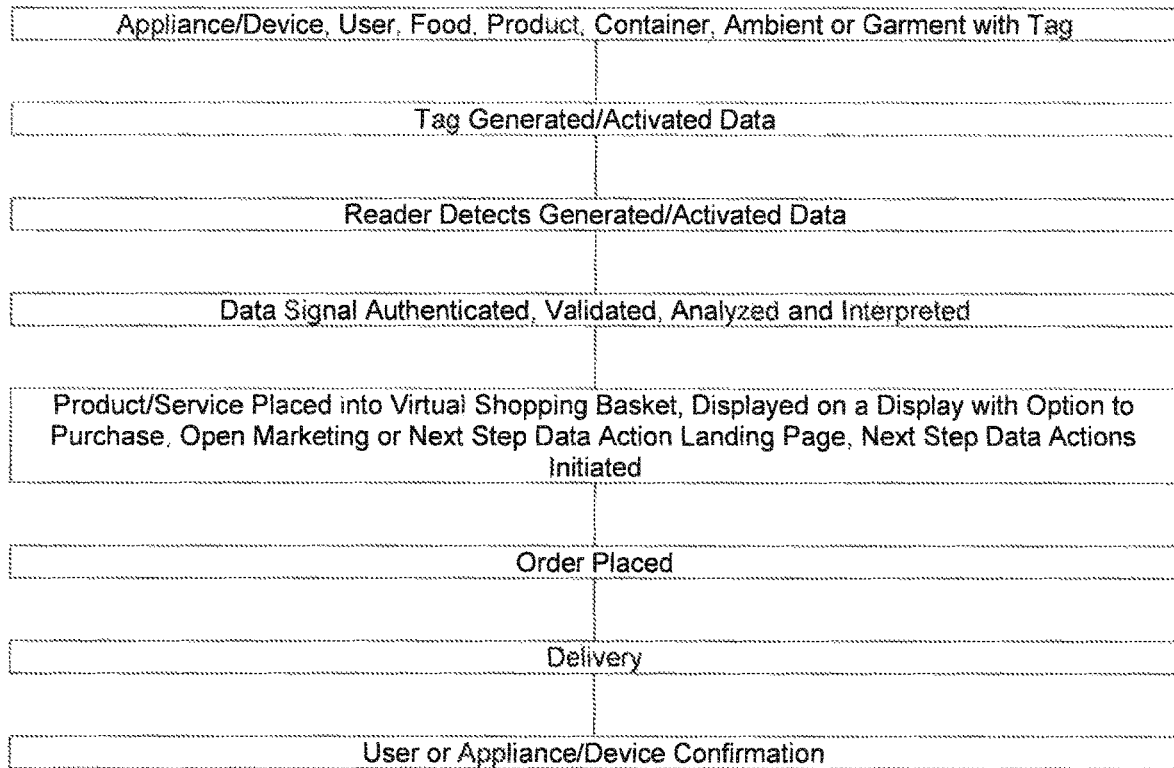 Appliance/Device, User, Food, Product, Container, Ambient or Garment with Tag
Tag Generated/Activated Data
Reader Detects Generated/Activated Data
Data Signal Authenticated, Validated, Analyzed and Interpreted
Product/Service Placed into Virtual Shopping Basket, Displayed on a Display with Option to
Purchase, Open Marketing or Next Step Data Action Landing Page, Next Step Data Actions
Initiated
Order Placed
Delivery
User or Appliance/Device Confirmation